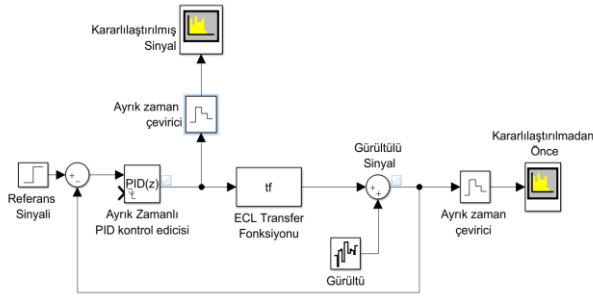 Kararlılaştırılmış
Sinyal
Ayrık zaman
çevirici
Gürültülü
Sinyal
Kararlılaştırılmadan
Önce
PID(z)
tf
Referans
Sinyali
Ayrık Zamanlı
PID kontrol edicisi
ECL Transfer
Fonksiyonu
Ayrık zaman
çevirici
Gürültü